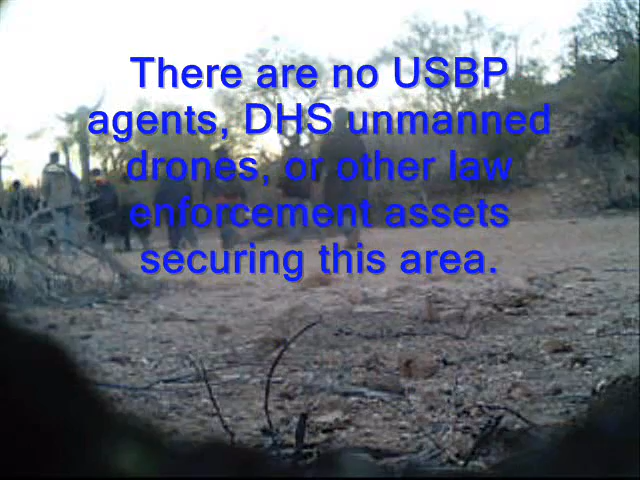 There are no USBP
agents, DHS unmanned
drones, or other law
enforcement assets
securing this area.